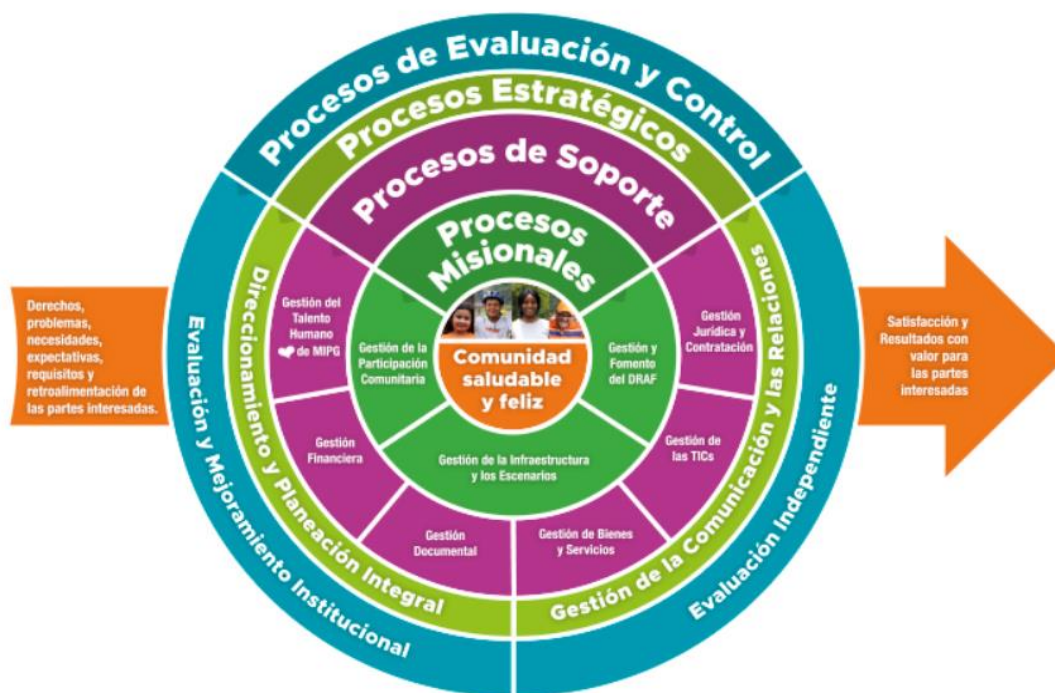 Procesos de Evaluación y Control
Procesos Estratégicos
Procesos de Soporte
Procesos
Misionales
Derechos,
problemas,
necesidades,
expectativas,
requisitos y
retroalimentación de
las partes interesadas.
Evaluación y Mejoramiento Institucional
Direccionamiento y Planeación Integral
Gestión del
Talento
Humano
de MIPG
Gestión
Financiera
Gestión
Documental
Gestión de Bienes
y Servicios
Gestión de
las TICs
Gestión
Jurídica y
Contratación
Gestión de la
Participación
Comunitaria
Gestión de la Infraestructura
y los Escenarios
Gestión y
Fomento
del DRAF
Comunidad
saludable
y feliz
Gestión de la Comunicación y las Relaciones
Evaluación Independiente
Satisfacción y
Resultados con
valor para
las partes
interesadas